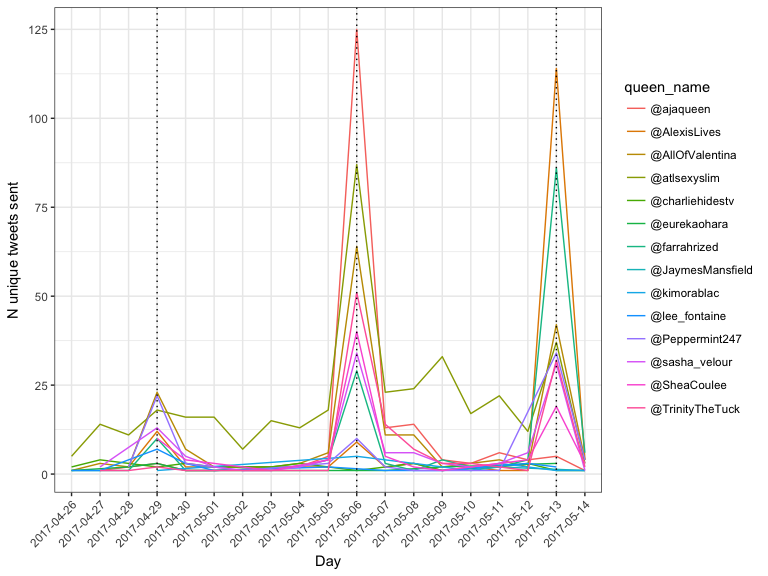 N unique tweets sent
125
100
75
50
25
0
2017-04-26
2017-04-27
2017-04-28
2017-04-29
2017-04-30
2017-05-01
2017-05-02
2017-05-03
2017-05-04
2017-05-05
2017-05-06
2017-05-07
2017-05-08
2017-05-09
2017-05-10
2017-05-11
2017-05-12
2017-05-13
2017-05-14
Day
queen_name
@ajaqueen
@AlexisLives
@AllOfValentina
@atlsexyslim
@charliehidestv
@eurekaohara
@farrahrized
@JaymesMansfield
@kimorablac
@lee_fontaine
@Peppermint247
@sasha_velour
@SheaCoulee
@TrinityTheTuck